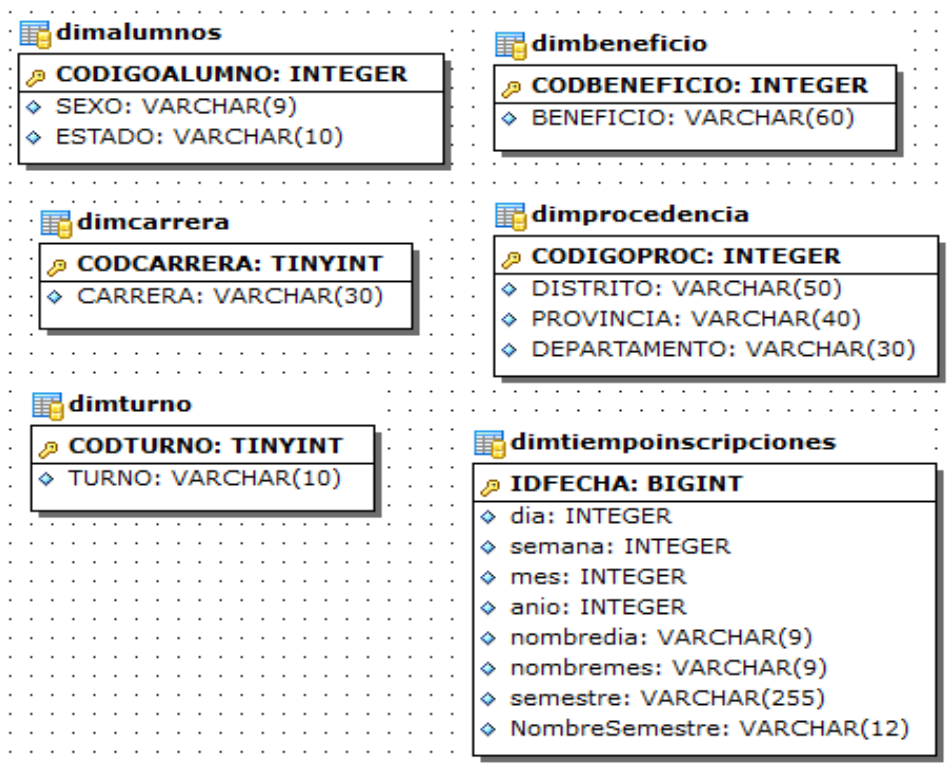 dimalumnos
CODIGOALUMNO: INTEGER
SEXO: VARCHAR(9)
ESTADO: VARCHAR(10)
dimbeneficio
CODBENEFICIO: INTEGER
BENEFICIO: VARCHAR(60)
dimcarrera
CODCARRERA: TINYINT
CARRERA: VARCHAR(30)
dimprocedencia
CODIGOPROC: INTEGER
DISTRITO: VARCHAR(50)
PROVINCIA: VARCHAR(40)
DEPARTAMENTO: VARCHAR(30)
dimturno
CODTURNO: TINYINT
TURNO: VARCHAR(10)
dimtiempoinscripciones
IDFECHA: BIGINT
dia: INTEGER
semana: INTEGER
mes: INTEGER
anio: INTEGER
nombredia: VARCHAR(9)
nombremes: VARCHAR(9)
semestre: VARCHAR(255)
NombreSemestre: VARCHAR(12)